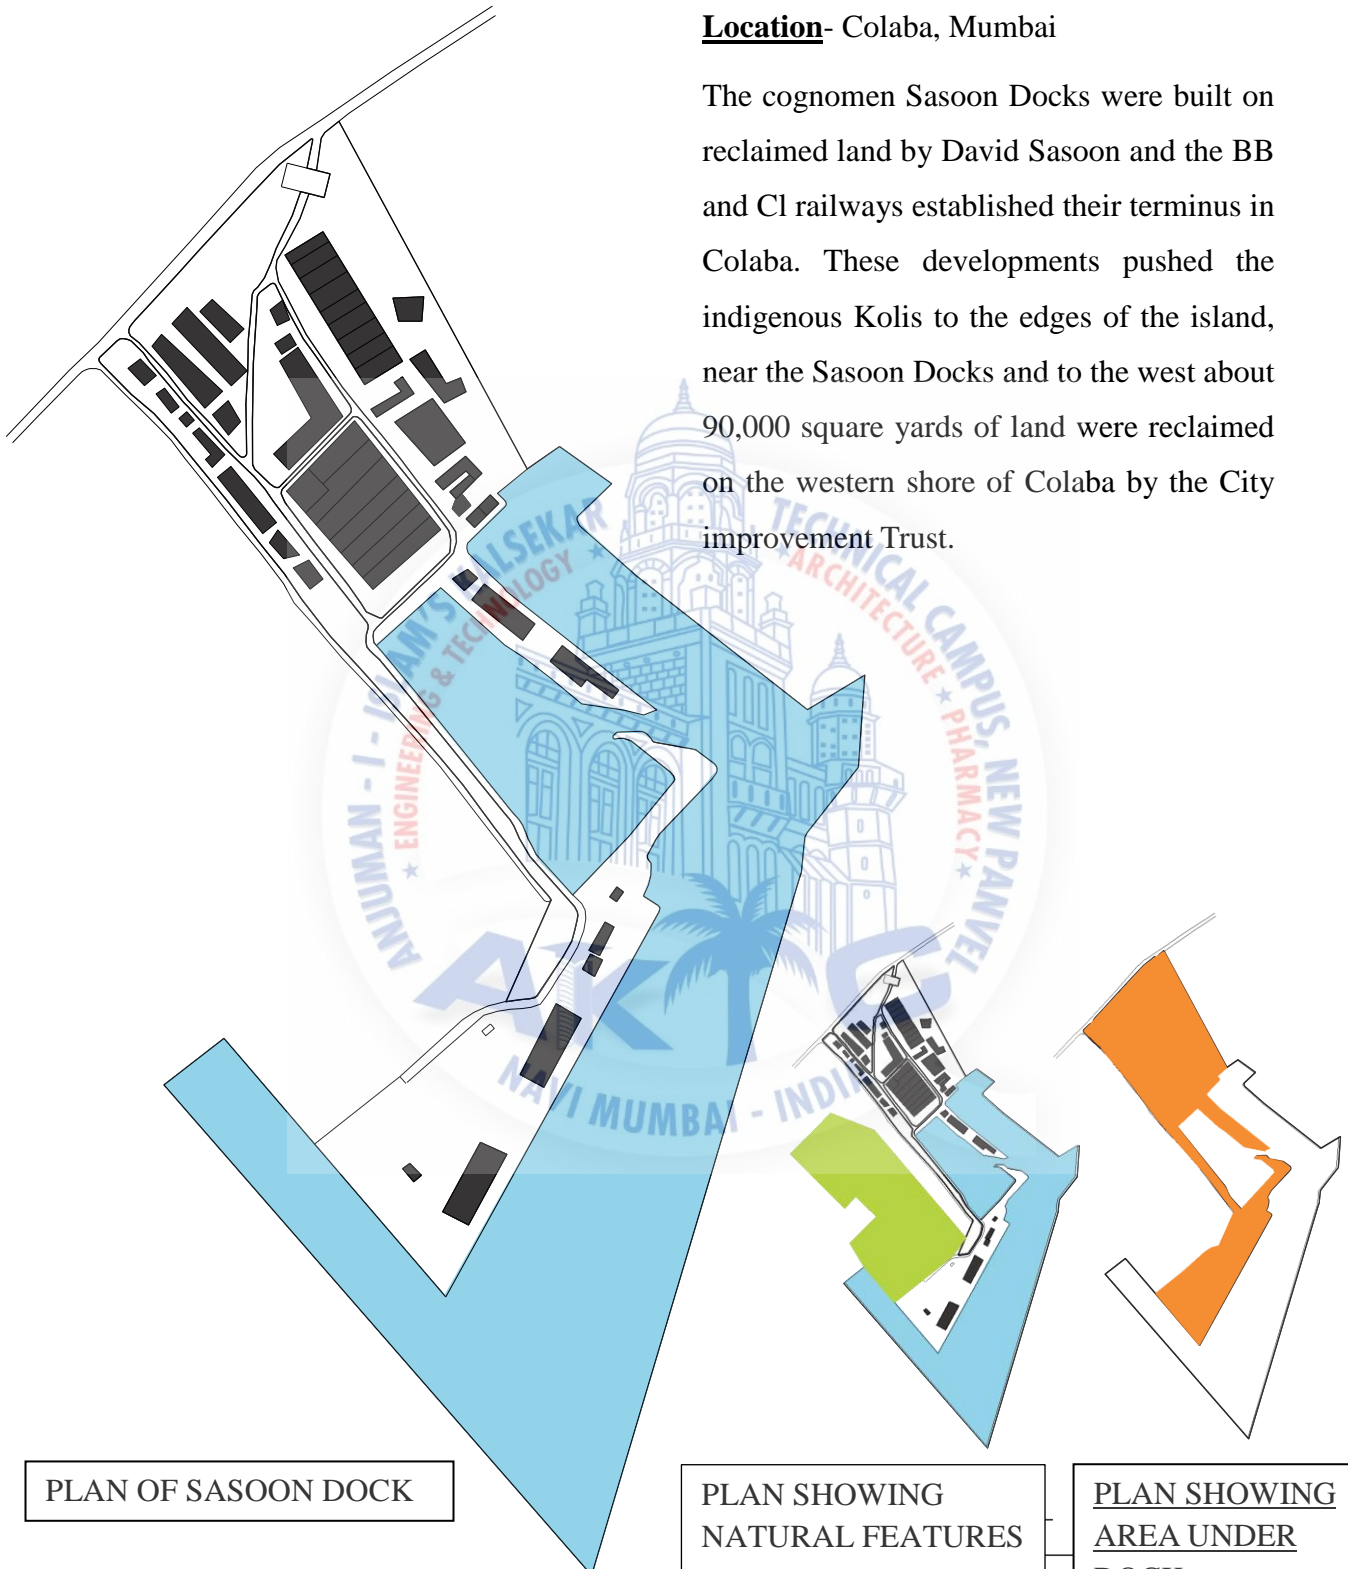 Location- Colaba, Mumbai
The cognomen Sasoon Docks were built on
reclaimed land by David Sasoon and the BB
and Cl railways established their terminus in
Colaba. These developments pushed the
indigenous Kolis to the edges of the island,
near the Sasoon Docks and to the west about
90,000 square yards of land were reclaimed
on the western shore of Colaba by the City
improvement Trust.
ANJUMAN - I - ISLAM'S KALSEKAR TECHNICAL CAMPUS, NEW PANVEL
★ ENGINEERING & TECHNOLOGY ★ ARCHITECTURE ★ PHARMACY ★
AKTC
NAVI MUMBAI - INDIA
PLAN OF SASOON DOCK
PLAN SHOWING
NATURAL FEATURES
PLAN SHOWING
AREA UNDER
DOCK